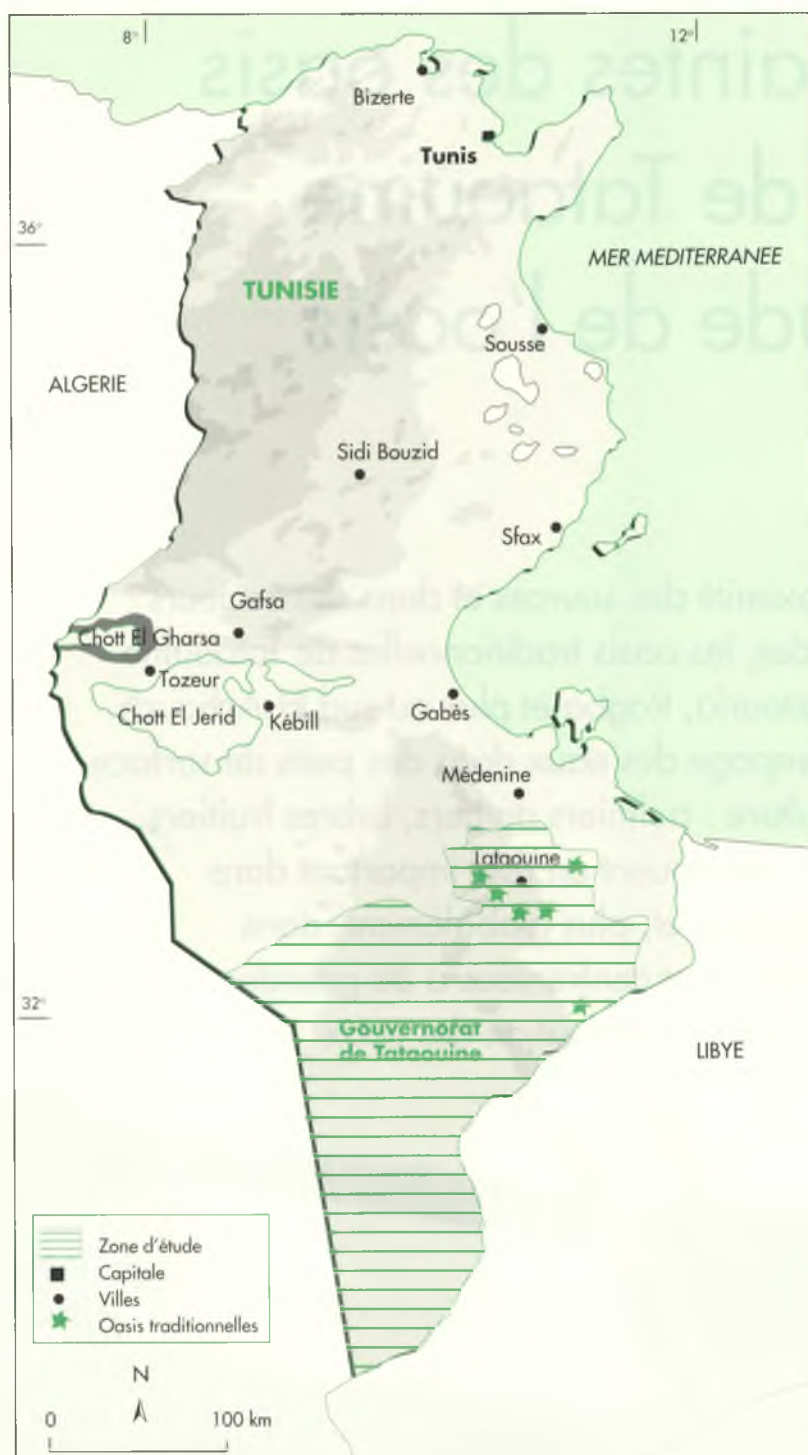 8°
12°
Bizerte
Tunis
36°
MER MEDITERRANEE
TUNISIE
Sousse
ALGERIE
Sidi Bouzid
Sfax
Gafsa
Chott El Gharsa
Tozeur
Chott El Jerid
Kébill
Gabès
Médenine
Tataouine
32°
Gouvernorat
de Tataouine
LIBYE
Zone d'étude
Capitale
Villes
Oasis traditionnelles
N
0 100 km